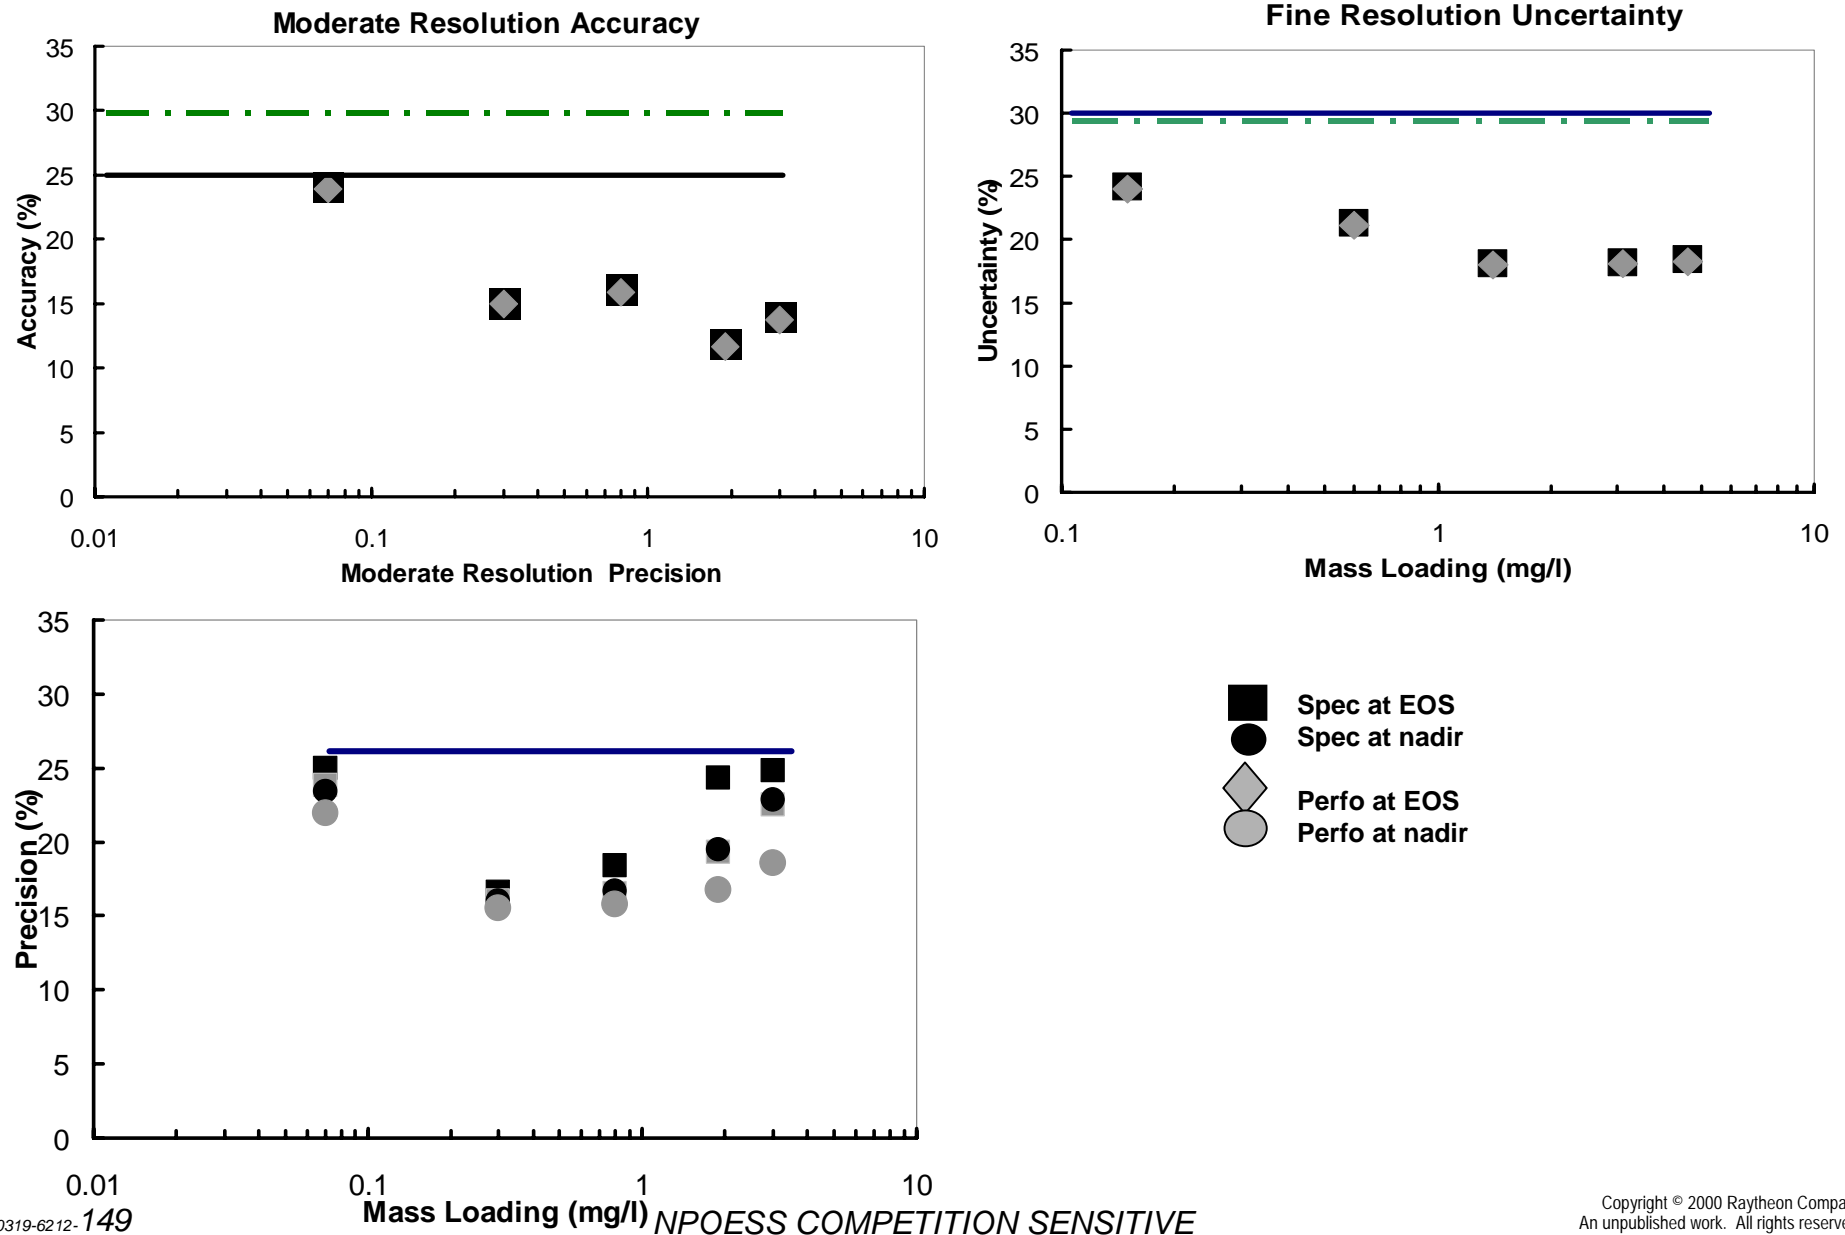 Moderate Resolution Accuracy
35
30
25
20
15
10
5
0
Accuracy (%)
0.01
0.1
1
10
Fine Resolution Uncertainty
35
30
25
20
15
10
5
0
Uncertainty (%)
0.1
1
10
Mass Loading (mg/l)
Moderate Resolution Precision
35
30
25
20
15
10
5
0
Precision (%)
0.01
0.1
1
10
Mass Loading (mg/l)
Spec at EOS
Spec at nadir
Perfo at EOS
Perfo at nadir
0319-6212-149
NPOESS COMPETITION SENSITIVE
Copyright © 2000 Raytheon Compa
An unpublished work. All rights reserve